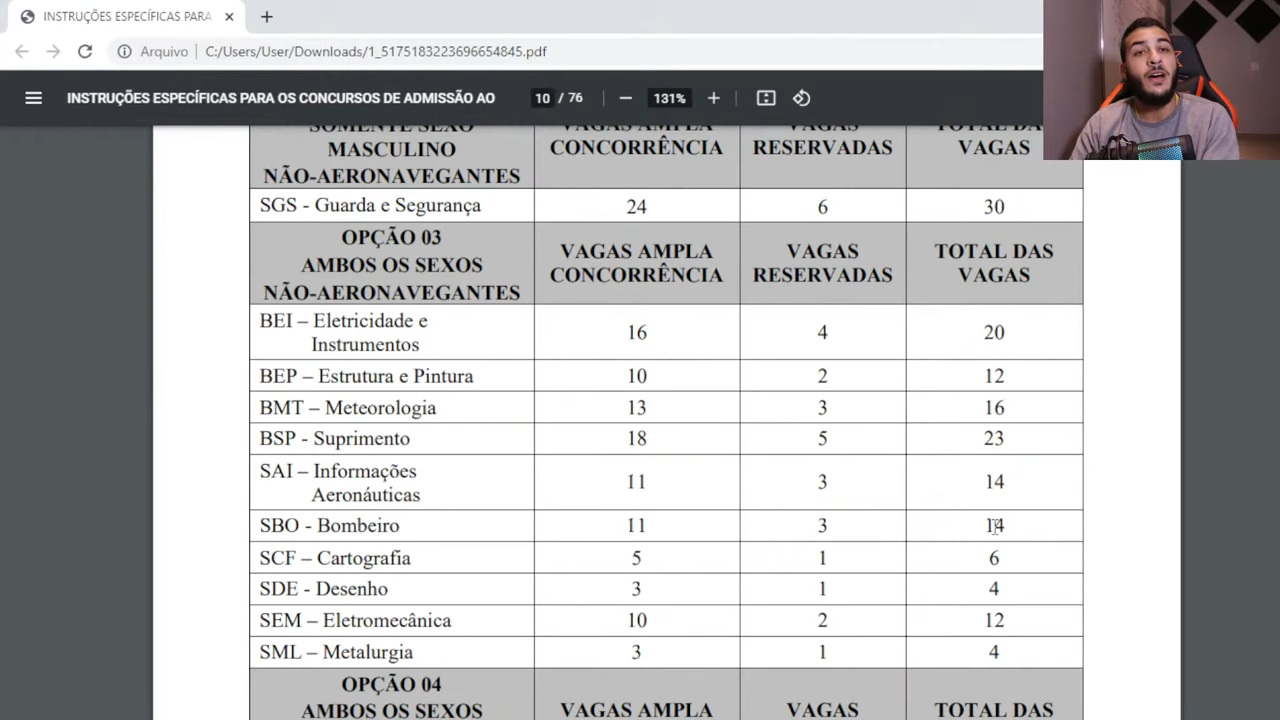 INSTRUÇÕES ESPECÍFICAS PARA
Arquivo C:/Users/User/Downloads/1_5175183223696654845.pdf
INSTRUÇÕES ESPECÍFICAS PARA OS CONCURSOS DE ADMISSÃO AO 10 / 76 131%
SOMENTE SEXO VAGAS AMPLA VAGAS TOTAL DAS
MASCULINO CONCORRÊNCIA RESERVADAS VAGAS
NÃO-AERONAVEGANTES
SGS - Guarda e Segurança 24 6 30
OPÇÃO 03
VAGAS AMPLA VAGAS TOTAL DAS
AMBOS OS SEXOS
CONCORRÊNCIA RESERVADAS VAGAS
NÃO-AERONAVEGANTES
BEI – Eletricidade e
Instrumentos 16 4 20
BEP – Estrutura e Pintura 10 2 12
BMT – Meteorologia 13 3 16
BSP - Suprimento 18 5 23
SAI – Informações
Aeronáuticas 11 3 14
SBO - Bombeiro 11 3 14
SCF – Cartografia 5 1 6
SDE - Desenho 3 1 4
SEM – Eletromecânica 10 2 12
SML – Metalurgia 3 1 4
OPÇÃO 04
AMBOS OS SEXOS VAGAS AMPLA VAGAS TOTAL DAS